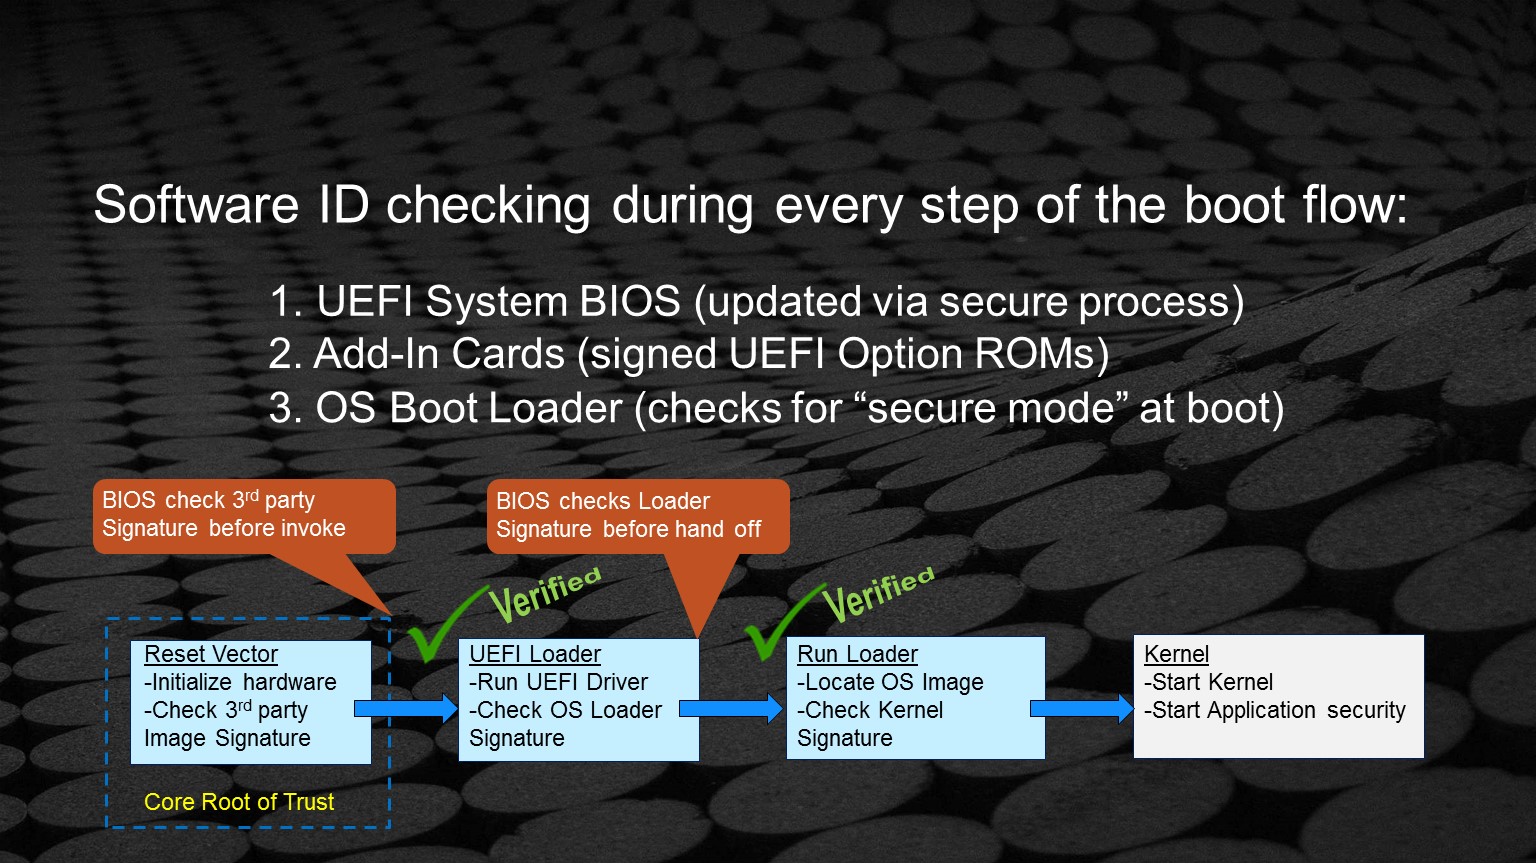 Software ID checking during every step of the boot flow:
1. UEFI System BIOS (updated via secure process)
2. Add-In Cards (signed UEFI Option ROMs)
3. OS Boot Loader (checks for “secure mode” at boot)
BIOS check 3rd party
Signature before invoke
BIOS checks Loader
Signature before hand off
Verified
Verified
Reset Vector
-Initialize hardware
-Check 3rd party
Image Signature
Core Root of Trust
UEFI Loader
-Run UEFI Driver
-Check OS Loader
Signature
Run Loader
-Locate OS Image
-Check Kernel
Signature
Kernel
-Start Kernel
-Start Application security